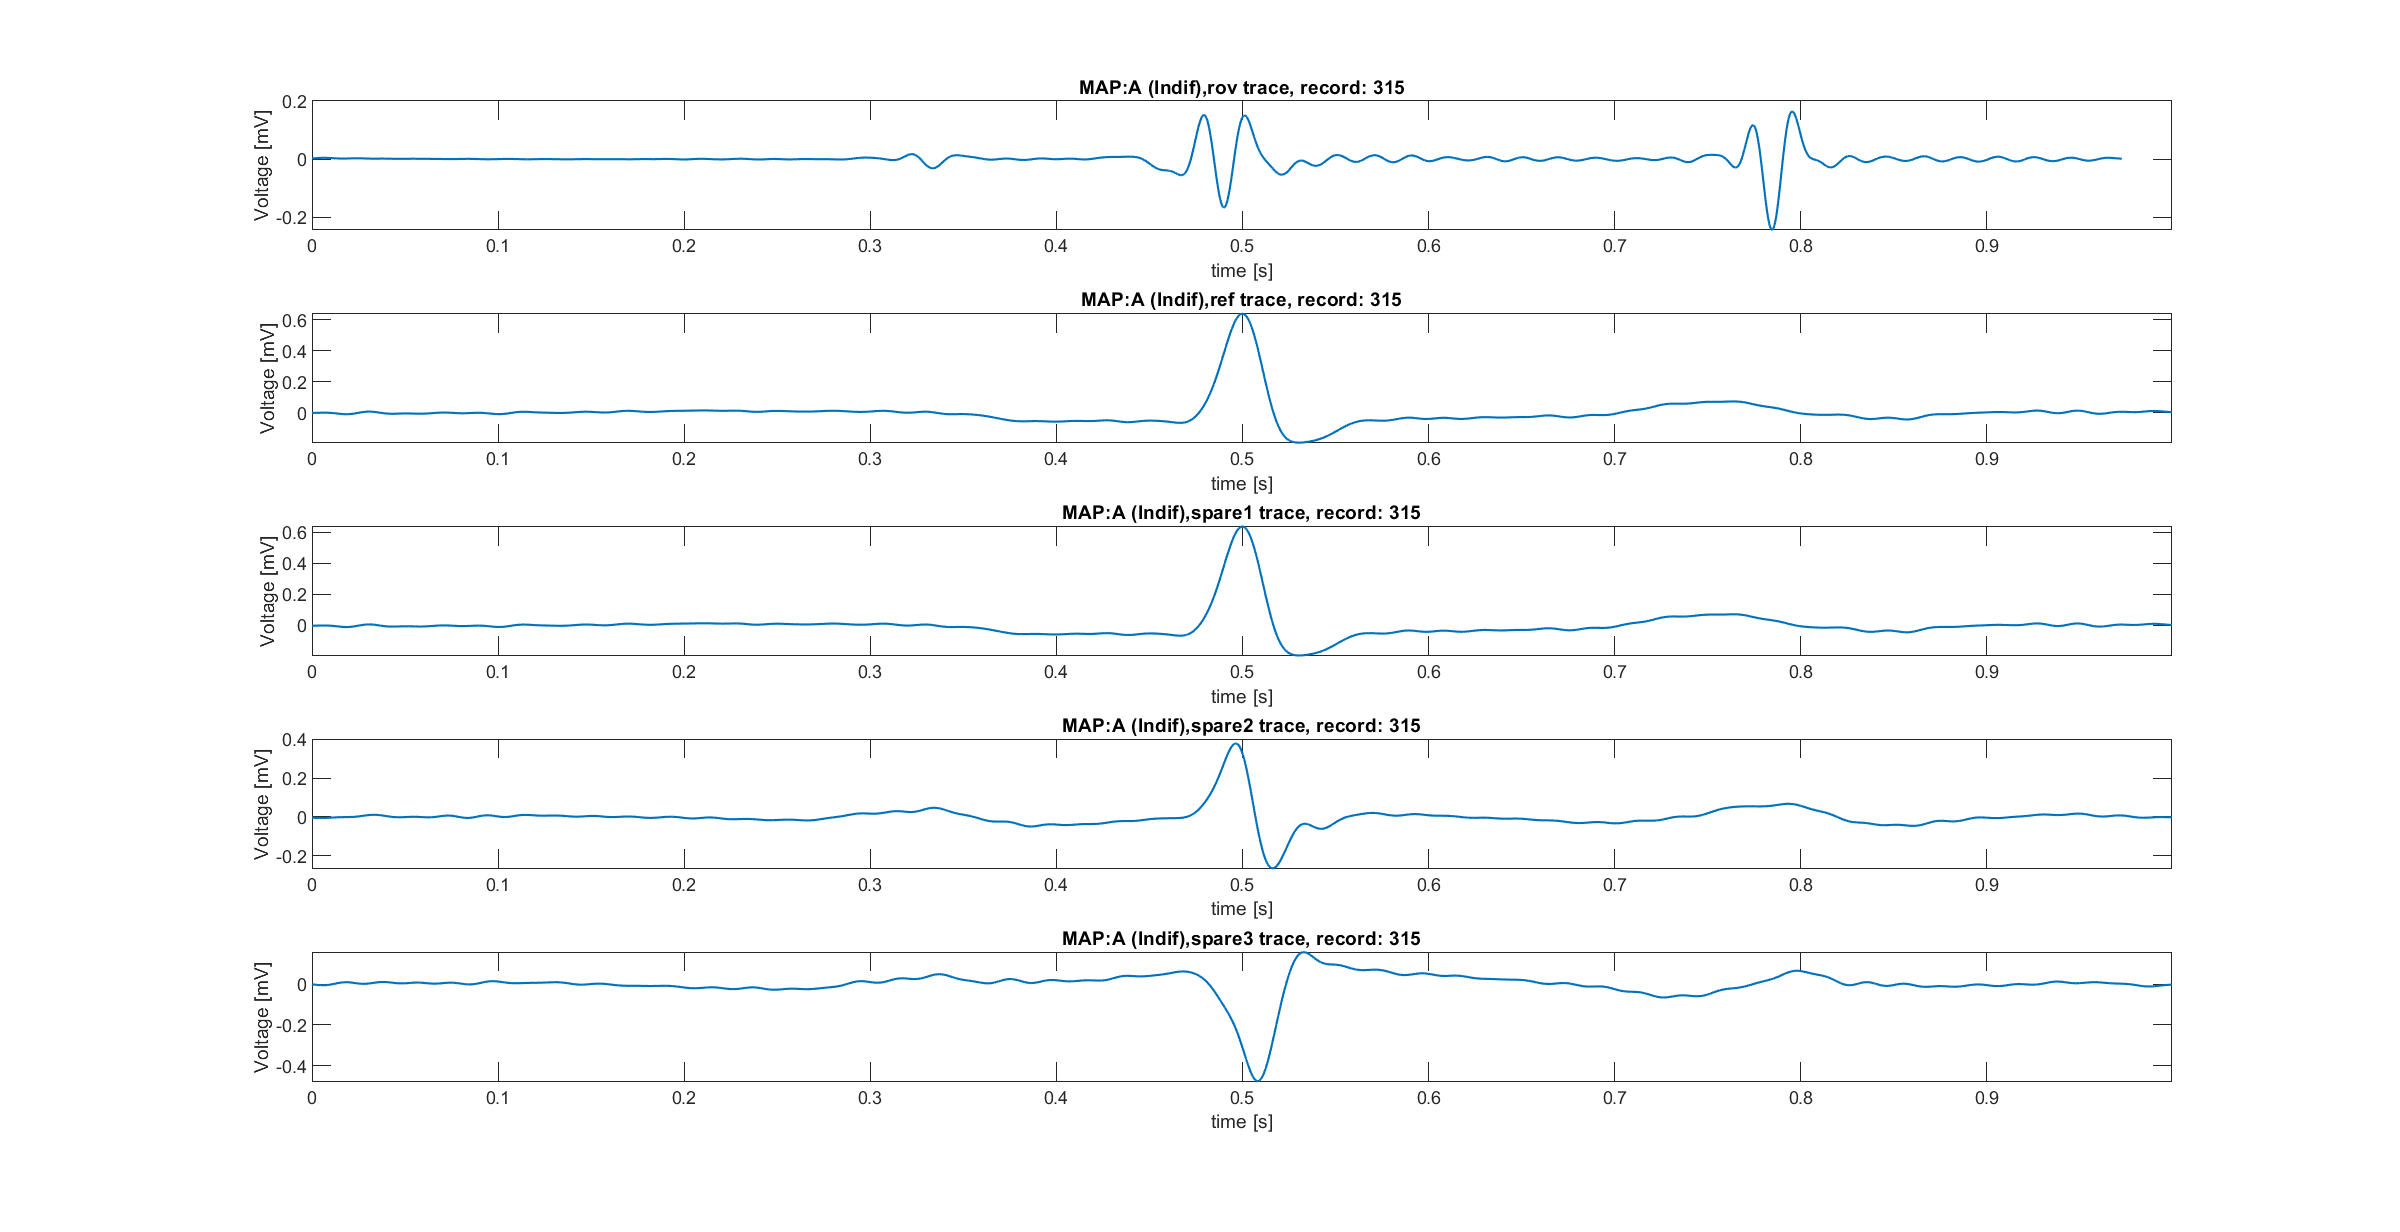 MAP:A (Indif),rov trace, record: 315
Voltage [mV]
0.2
0
-0.2
0 0.1 0.2 0.3 0.4 0.5 0.6 0.7 0.8 0.9
time [s]
MAP:A (Indif),ref trace, record: 315
Voltage [mV]
0.6
0.4
0.2
0
0 0.1 0.2 0.3 0.4 0.5 0.6 0.7 0.8 0.9
time [s]
MAP:A (Indif),spare1 trace, record: 315
Voltage [mV]
0.6
0.4
0.2
0
0 0.1 0.2 0.3 0.4 0.5 0.6 0.7 0.8 0.9
time [s]
MAP:A (Indif),spare2 trace, record: 315
Voltage [mV]
0.4
0.2
0
-0.2
0 0.1 0.2 0.3 0.4 0.5 0.6 0.7 0.8 0.9
time [s]
MAP:A (Indif),spare3 trace, record: 315
Voltage [mV]
0
-0.2
-0.4
0 0.1 0.2 0.3 0.4 0.5 0.6 0.7 0.8 0.9
time [s]